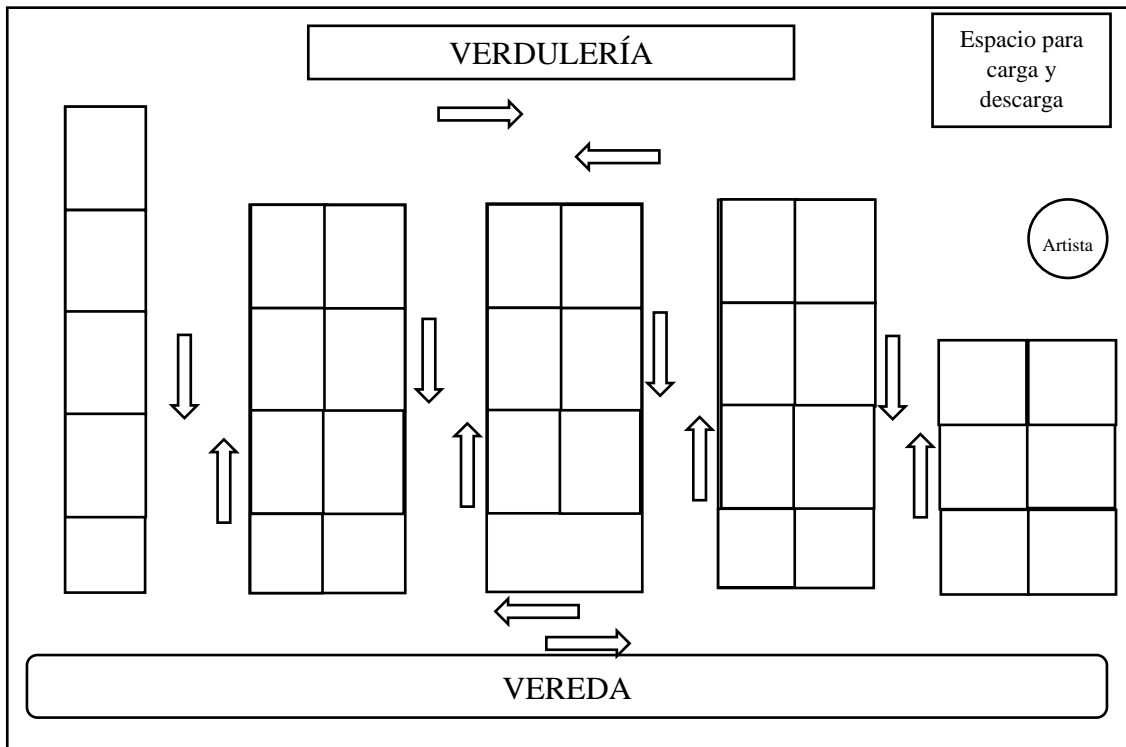 VERDULERÍA
Espacio para
carga y
descarga
Artista
VEREDA